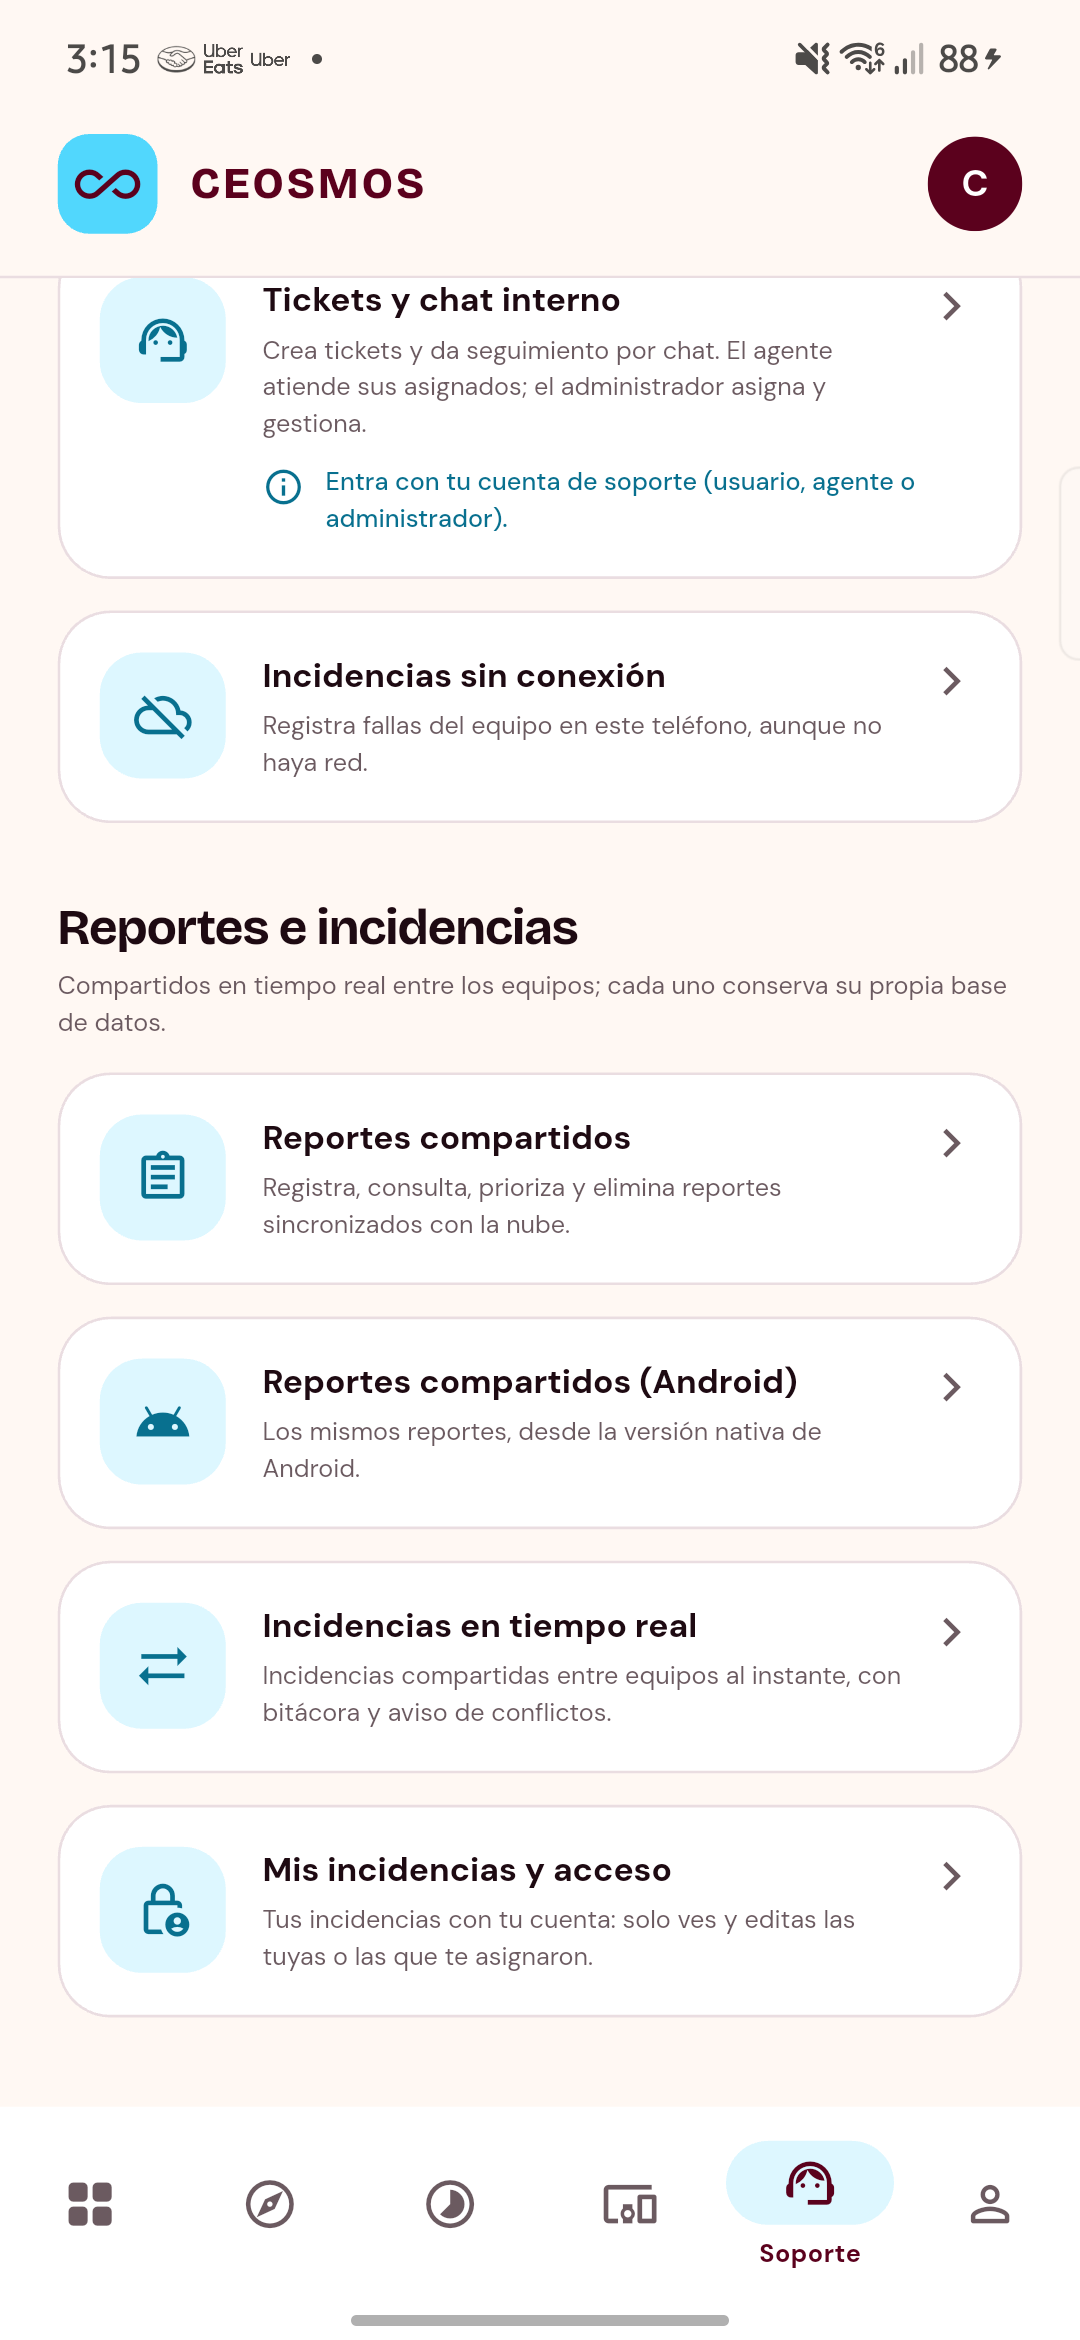 3:15 Uber Eats Uber 6 88
CEOSMOS C
Tickets y chat interno
Crea tickets y da seguimiento por chat. El agente
atiende sus asignados; el administrador asigna y
gestiona.
Entra con tu cuenta de soporte (usuario, agente o
administrador).
Incidencias sin conexión
Registra fallas del equipo en este teléfono, aunque no
haya red.
Reportes e incidencias
Compartidos en tiempo real entre los equipos; cada uno conserva su propia base
de datos.
Reportes compartidos
Registra, consulta, prioriza y elimina reportes
sincronizados con la nube.
Reportes compartidos (Android)
Los mismos reportes, desde la versión nativa de
Android.
Incidencias en tiempo real
Incidencias compartidas entre equipos al instante, con
bitácora y aviso de conflictos.
Mis incidencias y acceso
Tus incidencias con tu cuenta: solo ves y editas las
tuyas o las que te asignaron.
Soporte